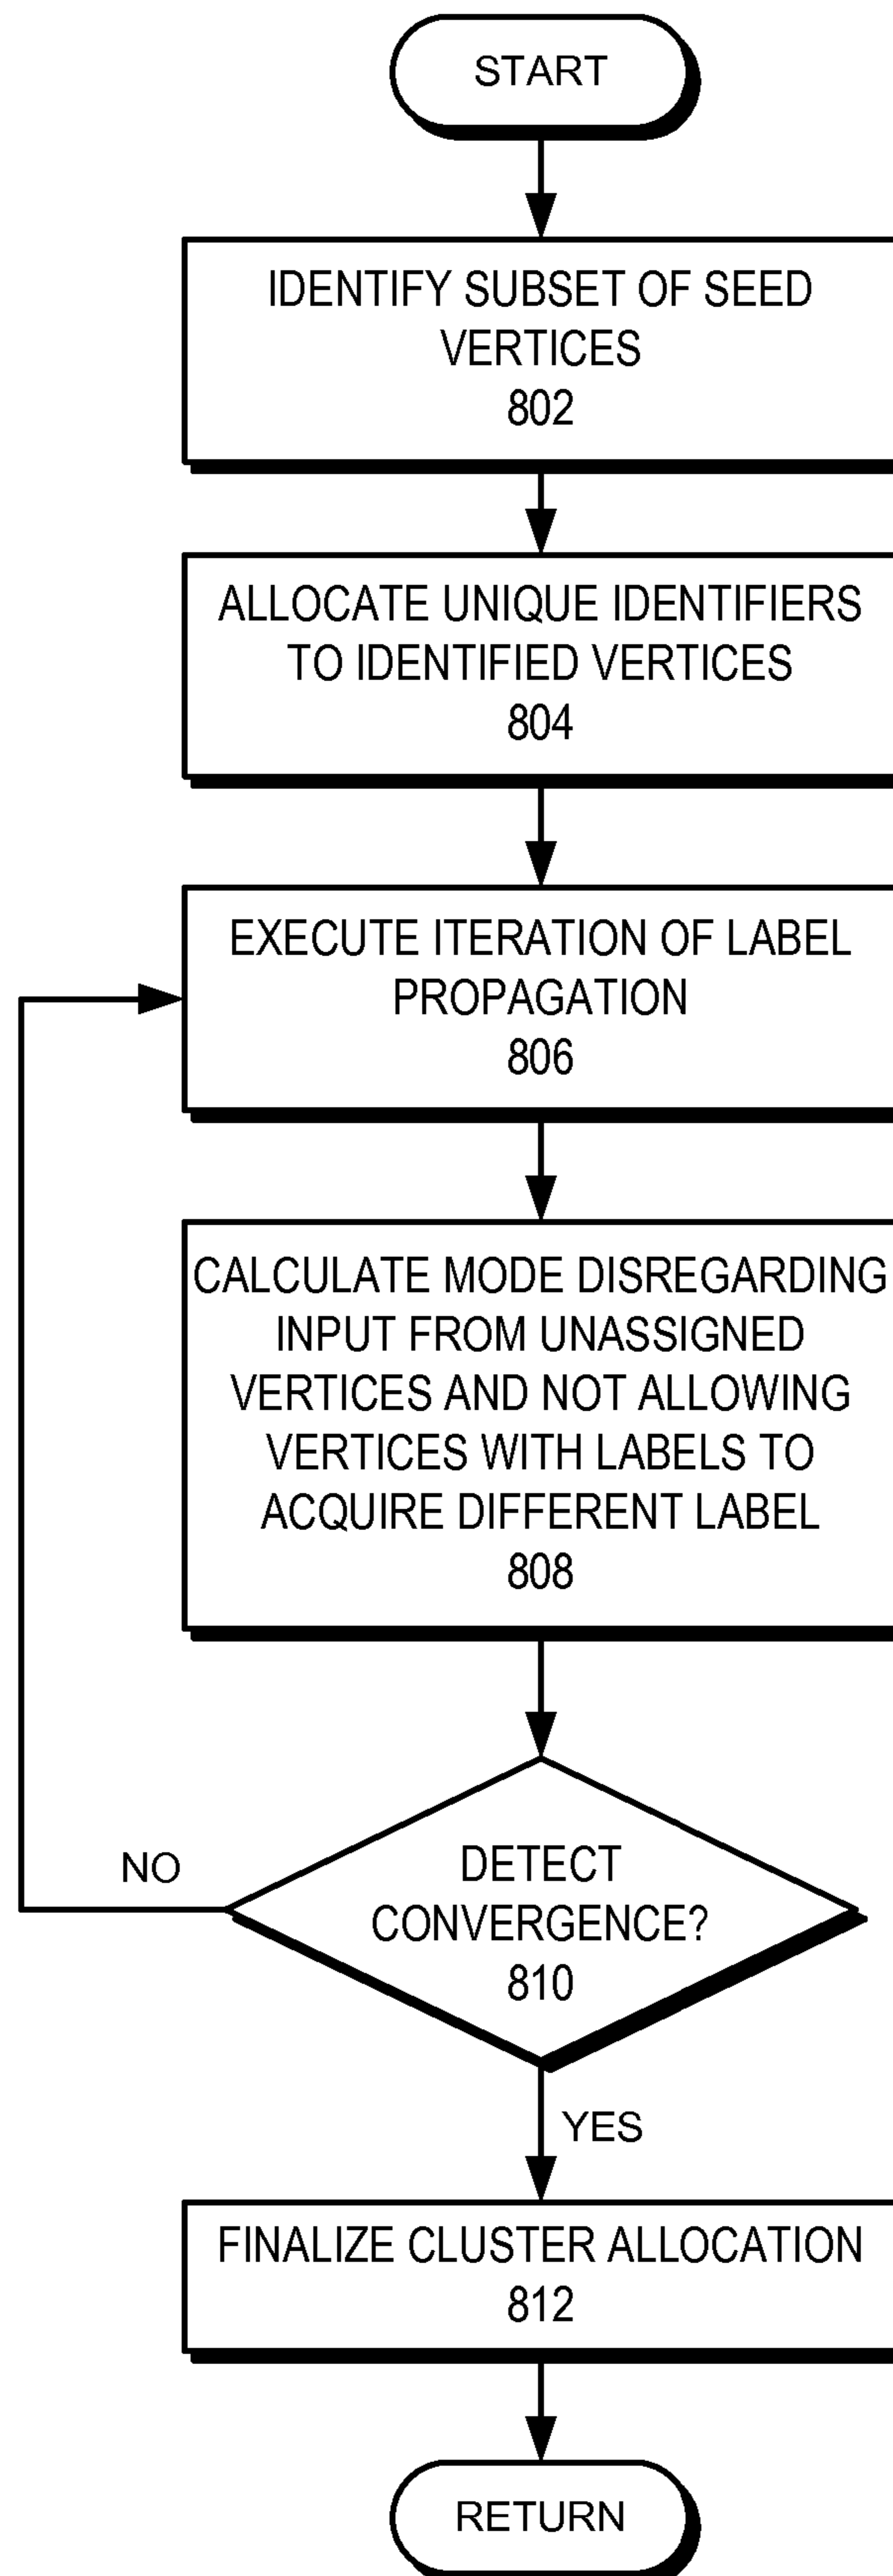 START
IDENTIFY SUBSET OF SEED
VERTICES
802
ALLOCATE UNIQUE IDENTIFIERS
TO IDENTIFIED VERTICES
804
EXECUTE ITERATION OF LABEL
PROPAGATION
806
CALCULATE MODE DISREGARDING
INPUT FROM UNASSIGNED
VERTICES AND NOT ALLOWING
VERTICES WITH LABELS TO
ACQUIRE DIFFERENT LABEL
808
NO
DETECT
CONVERGENCE?
810
YES
FINALIZE CLUSTER ALLOCATION
812
RETURN